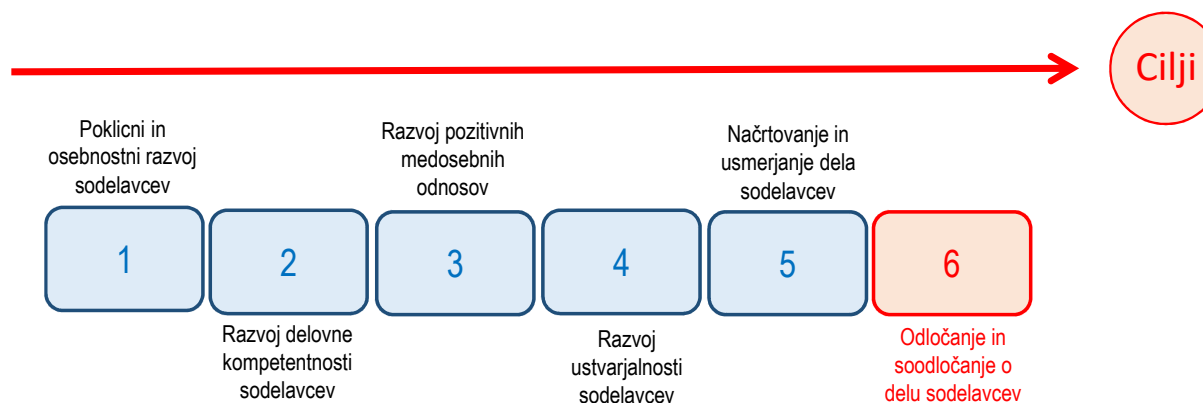 Cilji
Poklicni in
osebnostni razvoj
sodelavcev
Razvoj pozitivnih
medosebnih
odnosov
Načrtovanje in
usmerjanje dela
sodelavcev
1
2
3
4
5
6
Razvoj delovne
kompetentnosti
sodelavcev
Razvoj
ustvarjalnosti
sodelavcev
Odločanje in
soodločanje o
delu sodelavcev